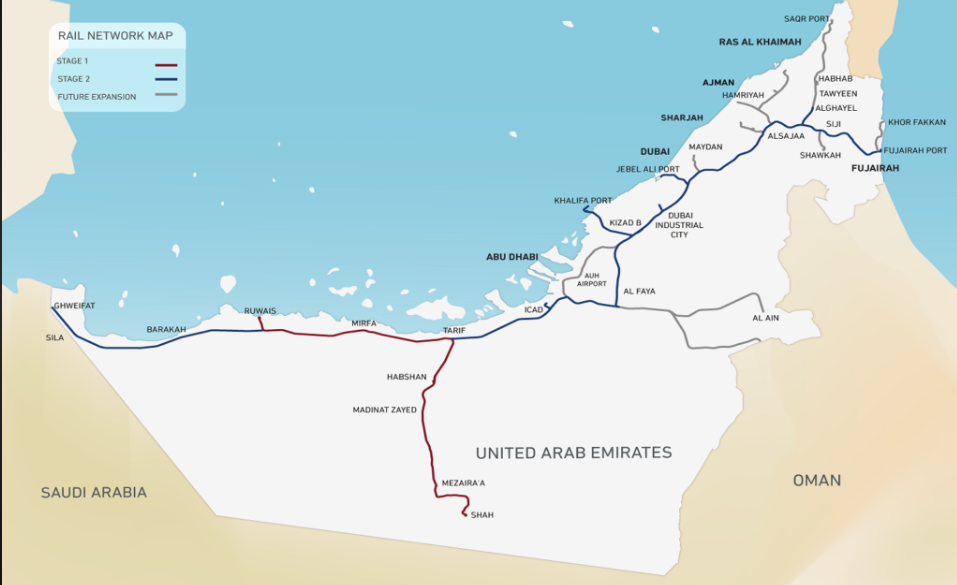 RAIL NETWORK MAP
STAGE 1
STAGE 2
FUTURE EXPANSION
SAQR PORT
RAS AL KHAIMAH
HABHAB
AJMAN
HAMRIYAH
TAWYEEN
ALGHAYEL
SHARJAH
SIJI
KHOR FAKKAN
ALSAJAA
DUBAI
MAYDAN
SHAWKAH
FUJAIRAH PORT
FUJAIRAH
JEBEL ALI PORT
KHALIFA PORT
KIZAD B
DUBAI
INDUSTRIAL
CITY
ABU DHABI
AUH
AIRPORT
AL FAYA
GHWEIFAT
RUWAIS
ICAD
AL AIN
SILA
BARAKAH
MIRFA
TARIF
HABSHAN
MADINAT ZAYED
UNITED ARAB EMIRATES
MEZAIRA'A
SAUDI ARABIA
OMAN
SHAH